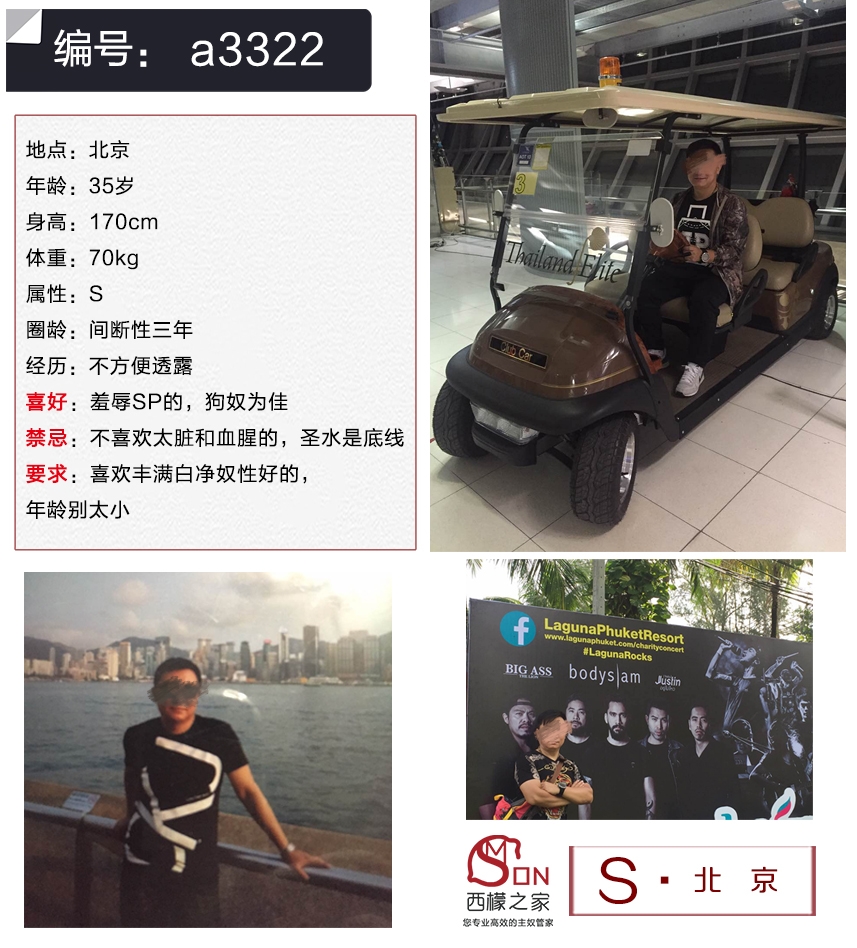 编号： a3322
地点：北京
年龄：35岁
身高：170cm
体重：70kg
属性：S
圈龄：间断性三年
经历：不方便透露
喜好：羞辱SP的，狗奴为佳
禁忌：不喜欢太脏和血腥的，圣水是底线
要求：喜欢丰满白净奴性好的，
年龄别太小
3
Thailand Elite
Club Car
LagunaPhuketResort
www.lagunaphuket.com/charityconcert
#LagunaRocks
BIG ASS
bodyslam
Justin
SMON
西檬之家
您专业高效的主奴管家
S·北京